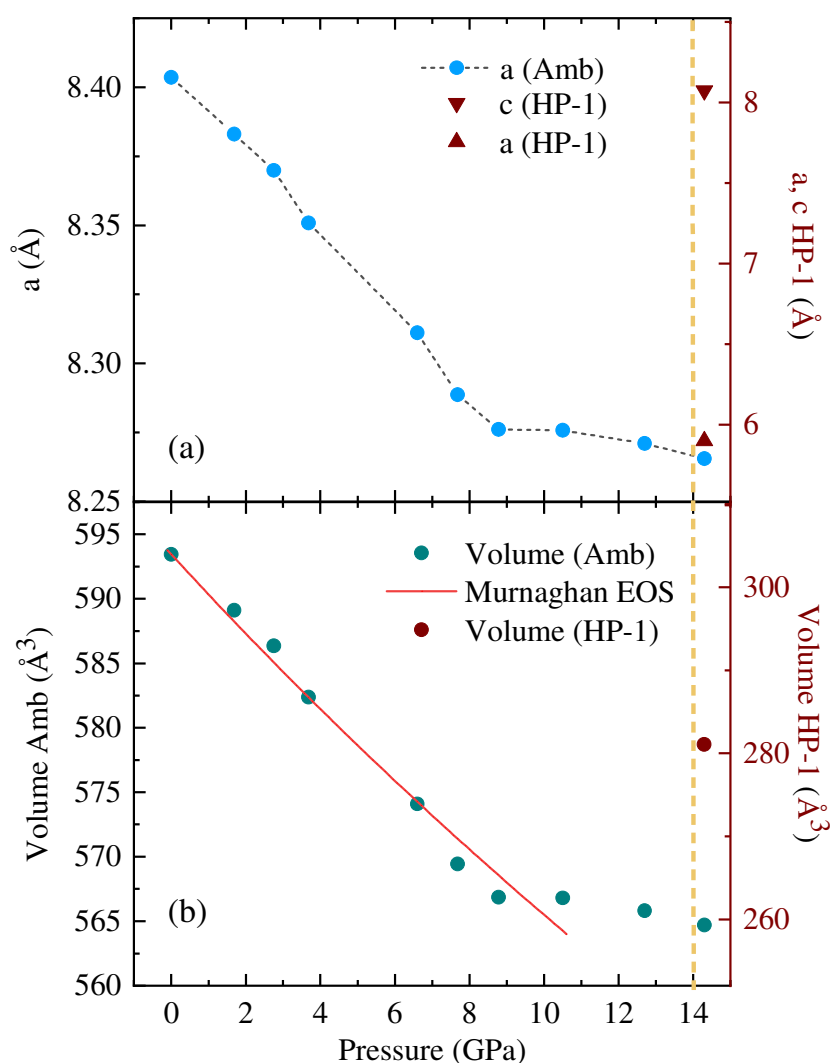 a (Amb)
c (HP-1)
a (HP-1)
8.40
8.35
8.30
8.25
a (Å)
8
7
6
a, c HP-1 (Å)
(a)
Volume (Amb)
Murnaghan EOS
Volume (HP-1)
595
590
585
580
575
570
565
560
Volume Amb (Å³)
300
280
260
Volume HP-1 (Å³)
(b)
0 2 4 6 8 10 12 14
Pressure (GPa)